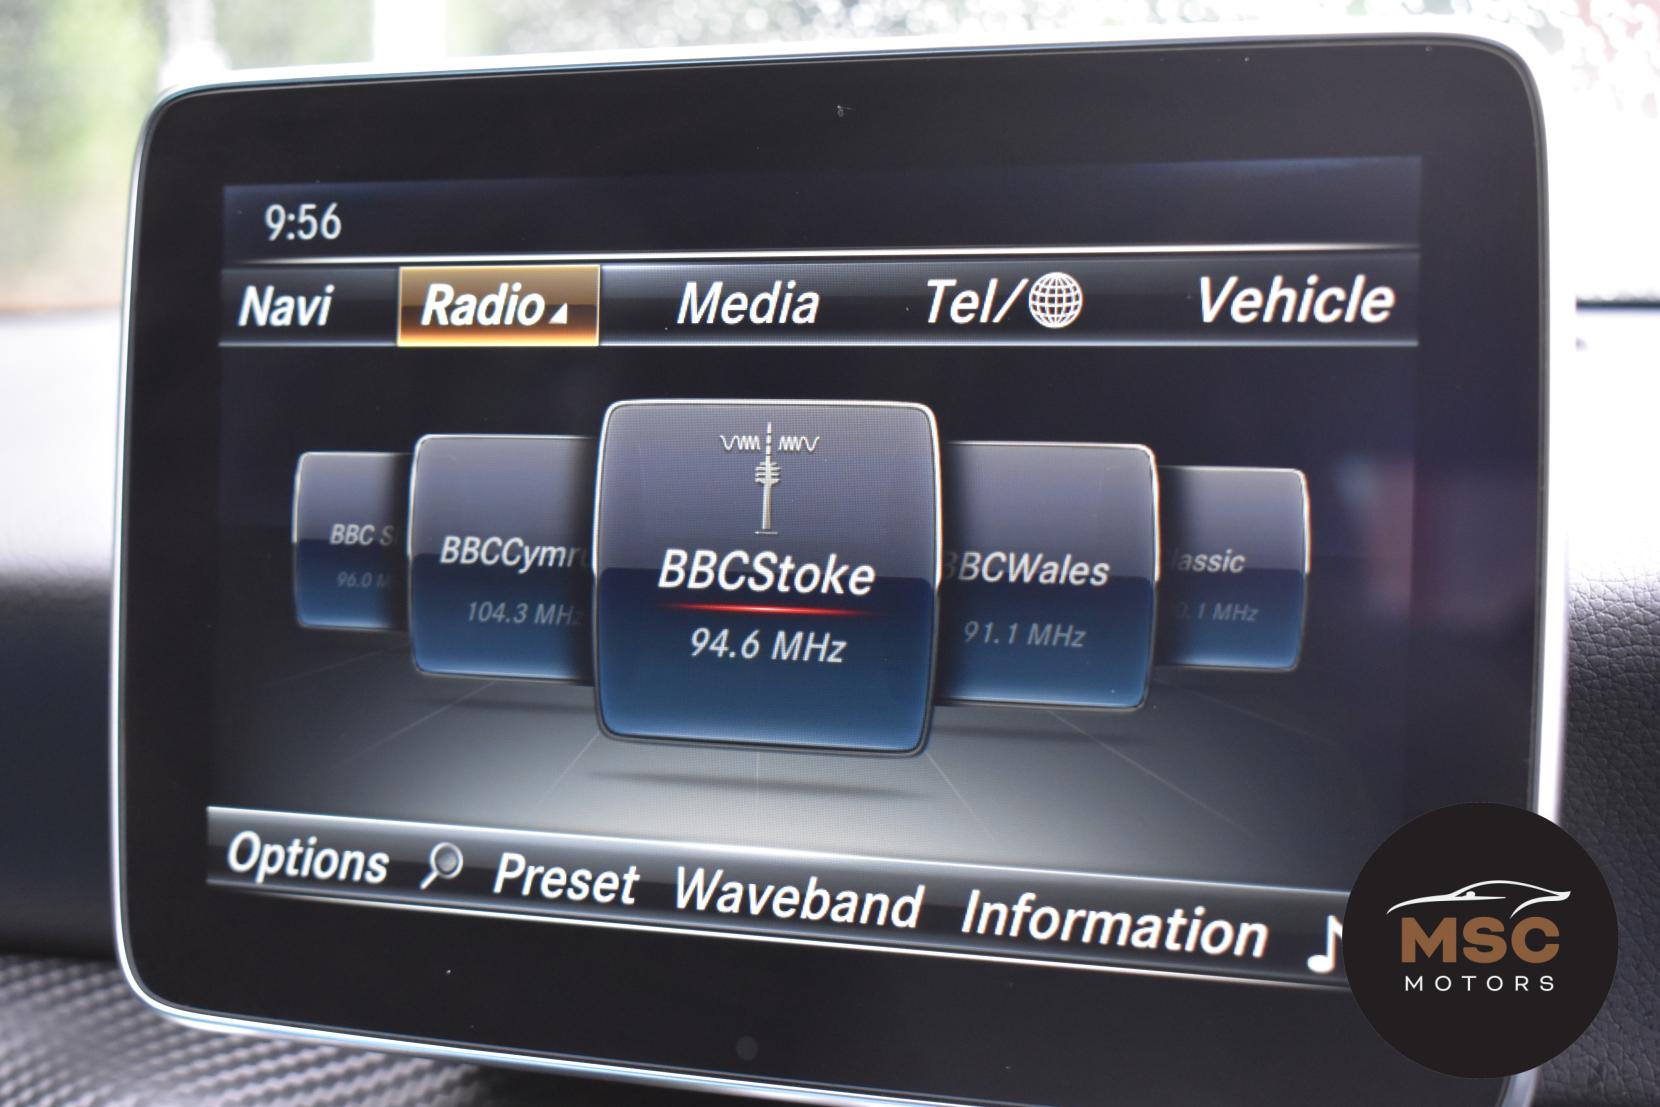 9:56
Navi Radio Media Tel/ Vehicle
BBC BBCCymru BBCStoke BBCWales
104.3 MHz 94.6 MHz 91.1 MHz
Options Preset Waveband Information
MSC
MOTORS